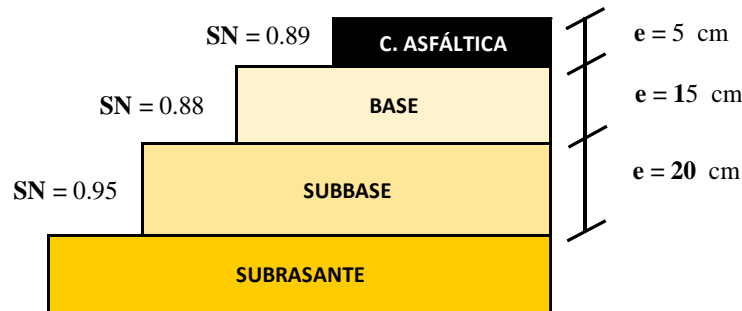 SN = 0.89 C. ASFÁLTICA e = 5 cm
SN = 0.88 BASE e = 15 cm
SN = 0.95 SUBBASE e = 20 cm
SUBRASANTE